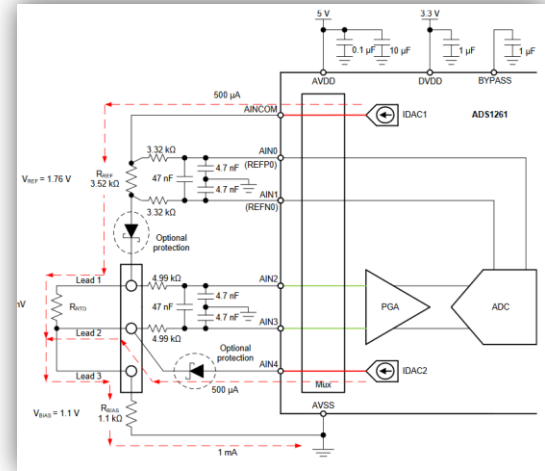 5 V
3.3 V
0.1 µF
10 µF
1 µF
1 µF
AVDD
DVDD
BYPASS
500 µA
AINCOM
IDAC1
ADS1261
3.32 kΩ
AIN0
(REFP0)
4.7 nF
VREF = 1.76 V
RREF
3.52 kΩ
47 nF
4.7 nF
3.32 kΩ
AIN1
(REFN0)
Optional
protection
Lead 1
4.99 kΩ
AIN2
4.7 nF
nV
RRTD
47 nF
PGA
ADC
4.7 nF
Lead 2
AIN3
4.99 kΩ
Optional
protection
AIN4
IDAC2
Lead 3
500 µA
Mux
VBIAS = 1.1 V
RBIAS
1.1 kΩ
AVSS
1 mA